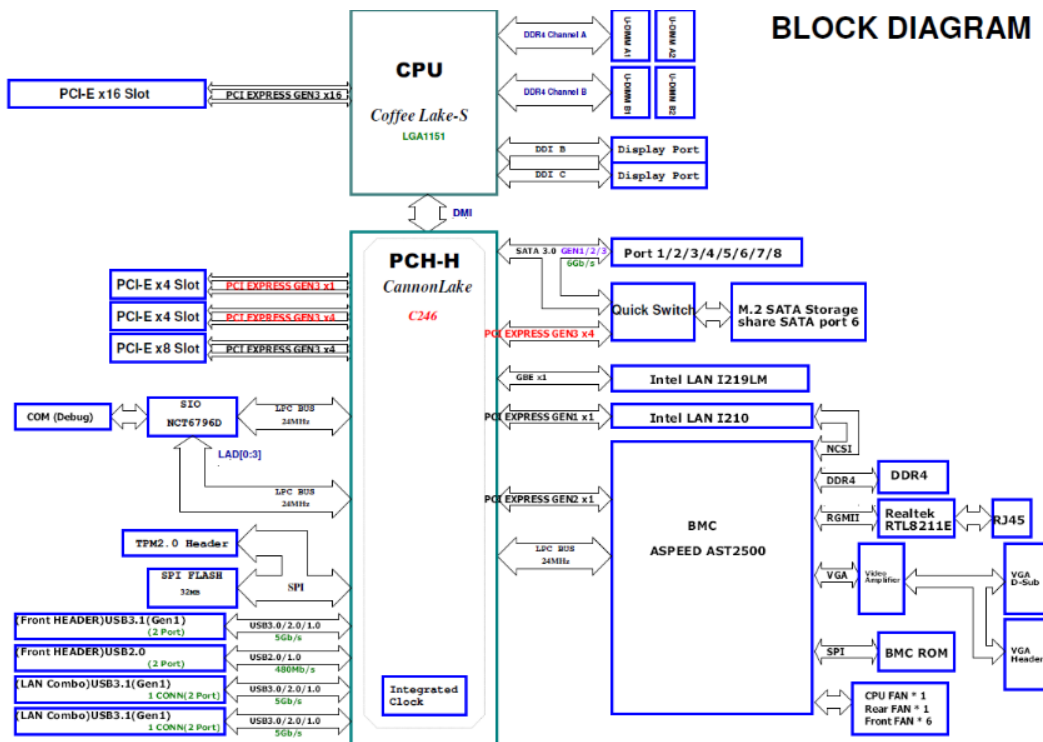 BLOCK DIAGRAM
CPU
Coffee Lake-S
LGA1151
PCI-E x16 Slot
PCI EXPRESS GEN3 x16
DDR4 Channel A
U-DIMM A1
U-DIMM A2
DDR4 Channel B
U-DIMM B1
U-DIMM B2
DDI B
Display Port
DDI C
Display Port
DMI
PCH-H
CannonLake
C246
PCI-E x4 Slot
PCI EXPRESS GEN3 x1
PCI-E x4 Slot
PCI EXPRESS GEN3 x4
PCI-E x8 Slot
PCI EXPRESS GEN3 x4
SATA 3.0 GEN1/2/3
6Gb/s
Port 1/2/3/4/5/6/7/8
Quick Switch
M.2 SATA Storage
share SATA port 6
PCI EXPRESS GEN3 x4
GBE x1
Intel LAN I219LM
PCI EXPRESS GEN1 x1
Intel LAN I210
NCSI
COM (Debug)
SIO
NCT6796D
LPC BUS
24MHz
LAD[0:3]
LPC BUS
24MHz
TPM2.0 Header
SPI FLASH
32MB
SPI
PCI EXPRESS GEN2 x1
LPC BUS
24MHz
BMC
ASPEED AST2500
DDR4
DDR4
RGMII
Realtek
RTL8211E
RJ45
VGA
Video
Amplifier
VGA
D-Sub
VGA
Header
SPI
BMC ROM
CPU FAN * 1
Rear FAN * 1
Front FAN * 6
(Front HEADER)USB3.1(Gen1)
(2 Port)
USB3.0/2.0/1.0
5Gb/s
(Front HEADER)USB2.0
(2 Port)
USB2.0/1.0
480Mb/s
(LAN Combo)USB3.1(Gen1)
1 CONN(2 Port)
USB3.0/2.0/1.0
5Gb/s
(LAN Combo)USB3.1(Gen1)
1 CONN(2 Port)
USB3.0/2.0/1.0
5Gb/s
Integrated
Clock